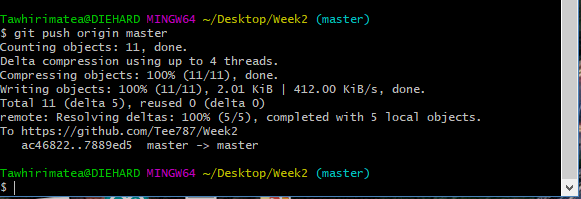 Tawhirimatea@DIEHARD MINGW64 ~/Desktop/Week2 (master)
$ git push origin master
Counting objects: 11, done.
Delta compression using up to 4 threads.
Compressing objects: 100% (11/11), done.
Writing objects: 100% (11/11), 2.01 KiB | 412.00 KiB/s, done.
Total 11 (delta 5), reused 0 (delta 0)
remote: Resolving deltas: 100% (5/5), completed with 5 local objects.
To https://github.com/Tee787/Week2
   ac46822..7889ed5  master -> master
Tawhirimatea@DIEHARD MINGW64 ~/Desktop/Week2 (master)
$